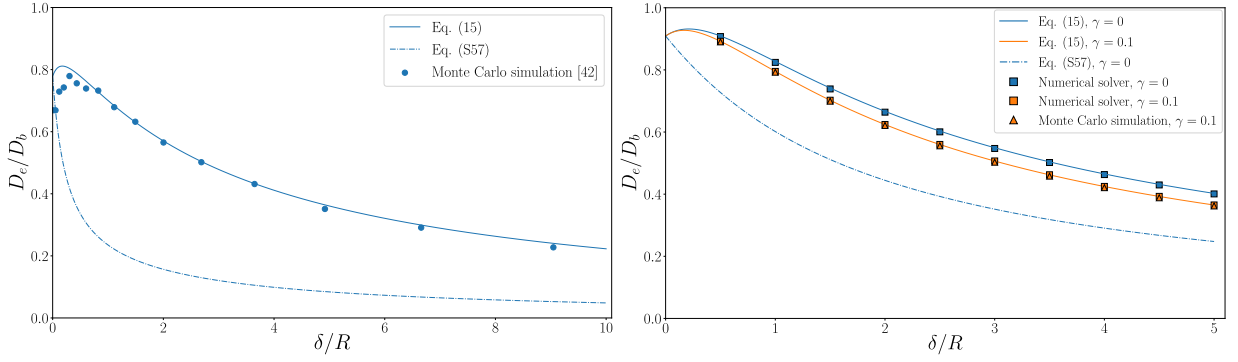 1.0
0.8
0.6
0.4
0.2
0.0
D_e/D_b
0
2
4
6
8
10
δ/R
Eq. (15)
Eq. (S57)
Monte Carlo simulation [42]
1.0
0.8
0.6
0.4
0.2
0.0
D_e/D_b
0
1
2
3
4
5
δ/R
Eq. (15), γ = 0
Eq. (15), γ = 0.1
Eq. (S57), γ = 0
Numerical solver, γ = 0
Numerical solver, γ = 0.1
Monte Carlo simulation, γ = 0.1